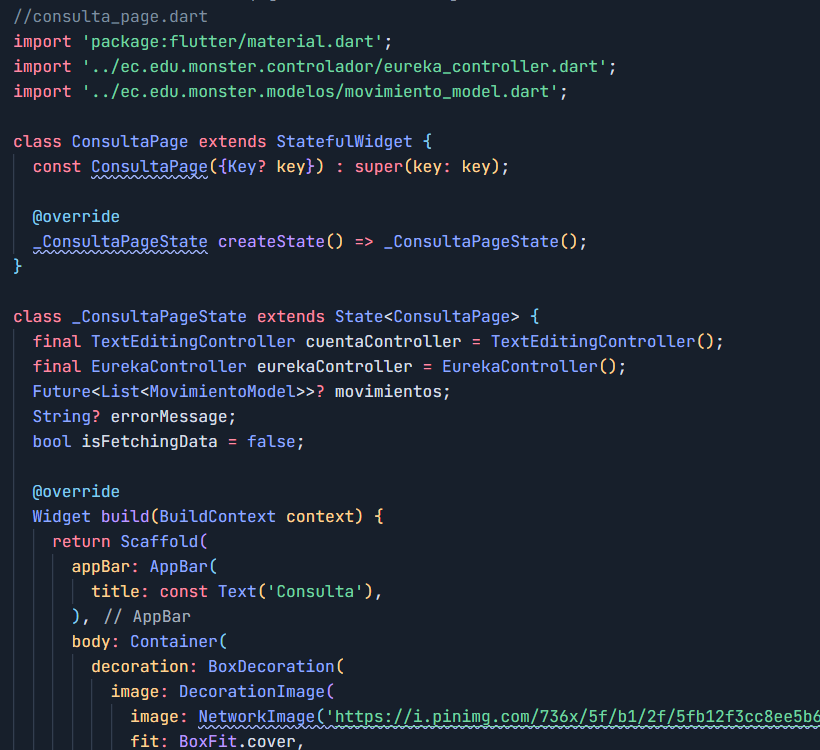 //consulta_page.dart
import 'package:flutter/material.dart';
import '../ec.edu.monster.controlador/eureka_controller.dart';
import '../ec.edu.monster.modelos/movimiento_model.dart';
class ConsultaPage extends StatefulWidget {
const ConsultaPage({Key? key}) : super(key: key);
@override
_ConsultaPageState createState() => _ConsultaPageState();
}
class _ConsultaPageState extends State<ConsultaPage> {
final TextEditingController cuentaController = TextEditingController();
final EurekaController eurekaController = EurekaController();
Future<List<MovimientoModel>>? movimientos;
String? errorMessage;
bool isFetchingData = false;
@override
Widget build(BuildContext context) {
return Scaffold(
appBar: AppBar(
title: const Text('Consulta'),
), // AppBar
body: Container(
decoration: BoxDecoration(
image: DecorationImage(
image: NetworkImage('https://i.pinimg.com/736x/5f/b1/2f/5fb12f3cc8ee5b6
fit: BoxFit.cover,